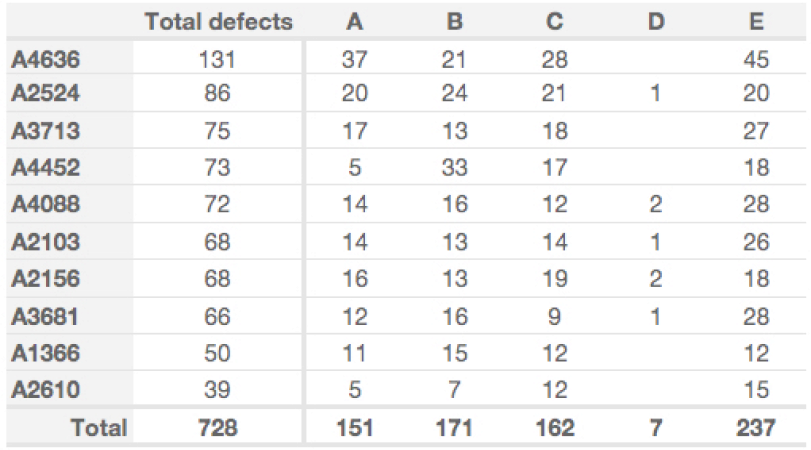 Total defects A B C D E
A4636 131 37 21 28 45
A2524 86 20 24 21 1 20
A3713 75 17 13 18 27
A4452 73 5 33 17 18
A4088 72 14 16 12 2 28
A2103 68 14 13 14 1 26
A2156 68 16 13 19 2 18
A3681 66 12 16 9 1 28
A1366 50 11 15 12 12
A2610 39 5 7 12 15
Total 728 151 171 162 7 237